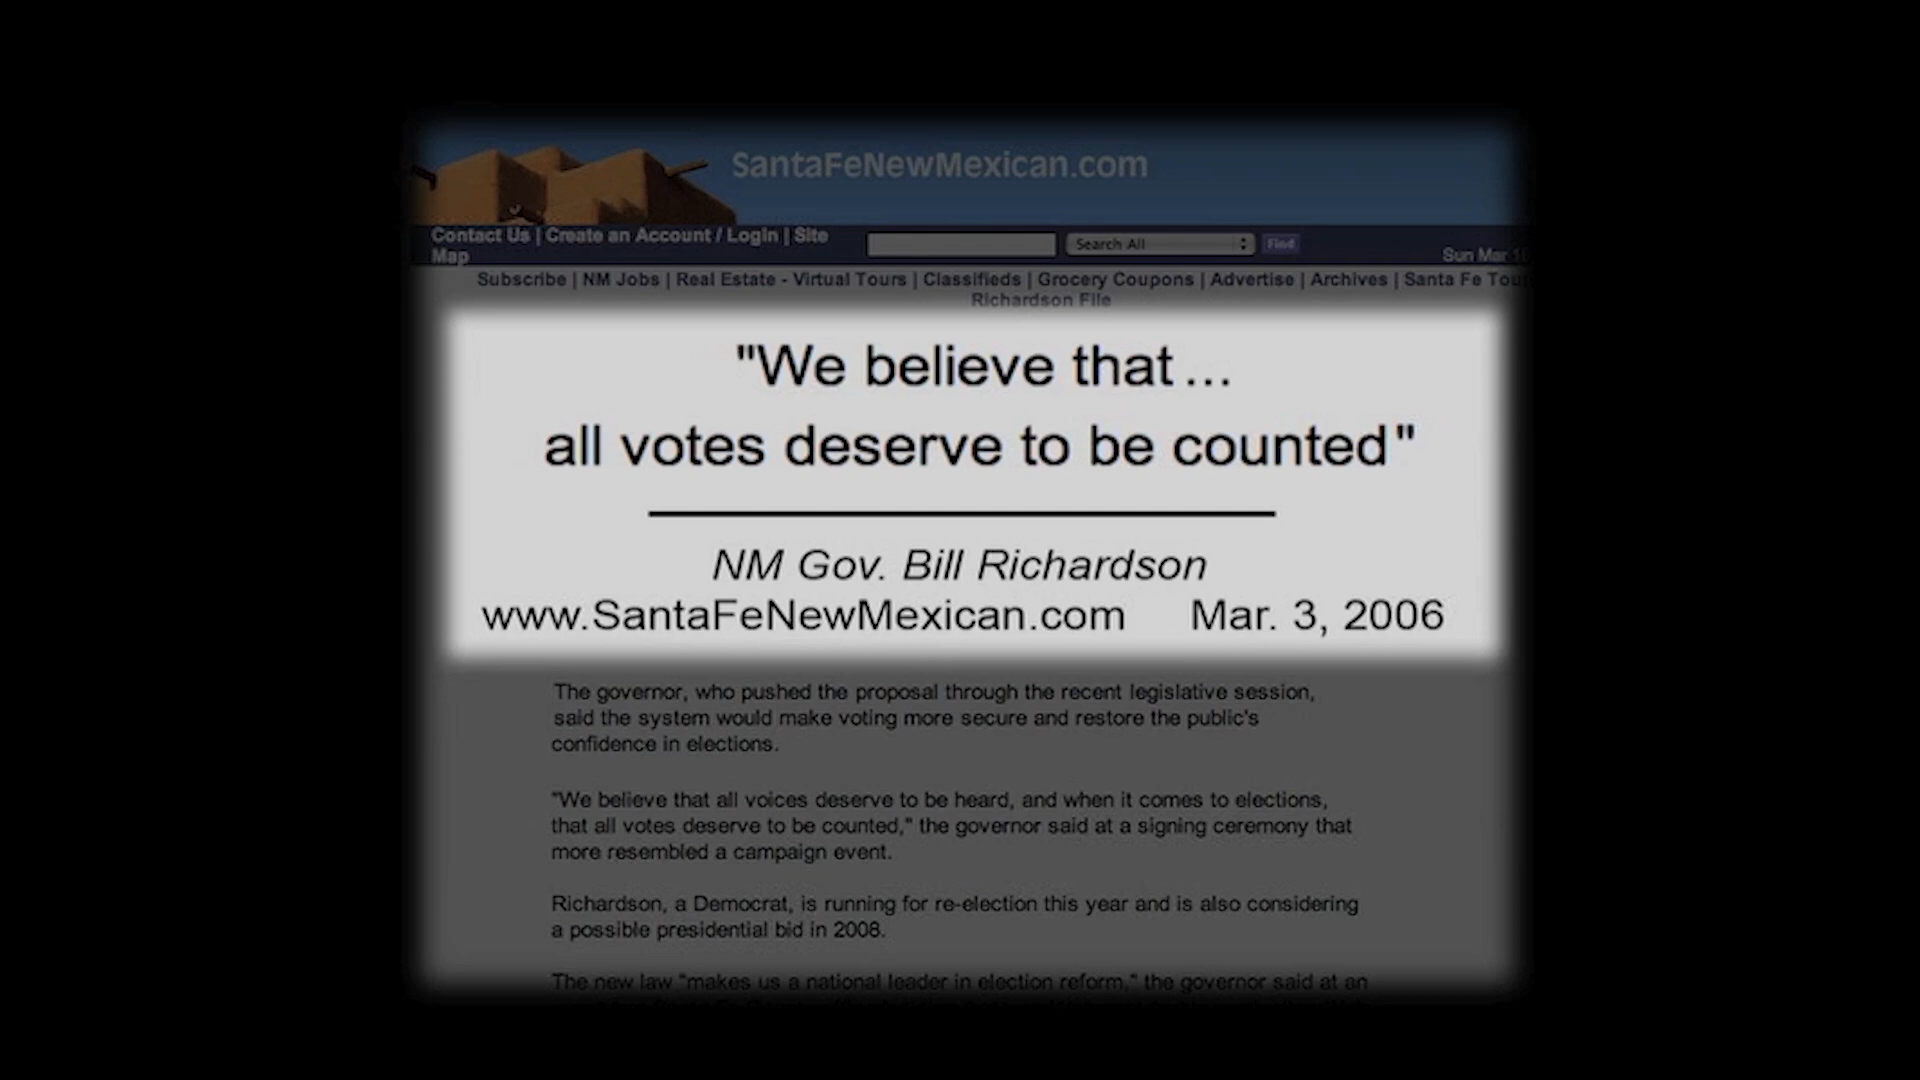 SantaFeNewMexican.com
Contact Us | Create an Account / Login | Site
Map
Search All
Find
Sun Mar
Subscribe | NM Jobs | Real Estate - Virtual Tours | Classifieds | Grocery Coupons | Advertise | Archives | Santa Fe
Richardson File
"We believe that ...
all votes deserve to be counted"
NM Gov. Bill Richardson
www.SantaFeNewMexican.com Mar. 3, 2006
The governor, who pushed the proposal through the recent legislative session,
said the system would make voting more secure and restore the public's
confidence in elections.
"We believe that all voices deserve to be heard, and when it comes to elections,
that all votes deserve to be counted," the governor said at a signing ceremony that
more resembled a campaign event.
Richardson, a Democrat, is running for re-election this year and is also considering
a possible presidential bid in 2008.
The new law "makes us a national leader in election reform," the governor said at an